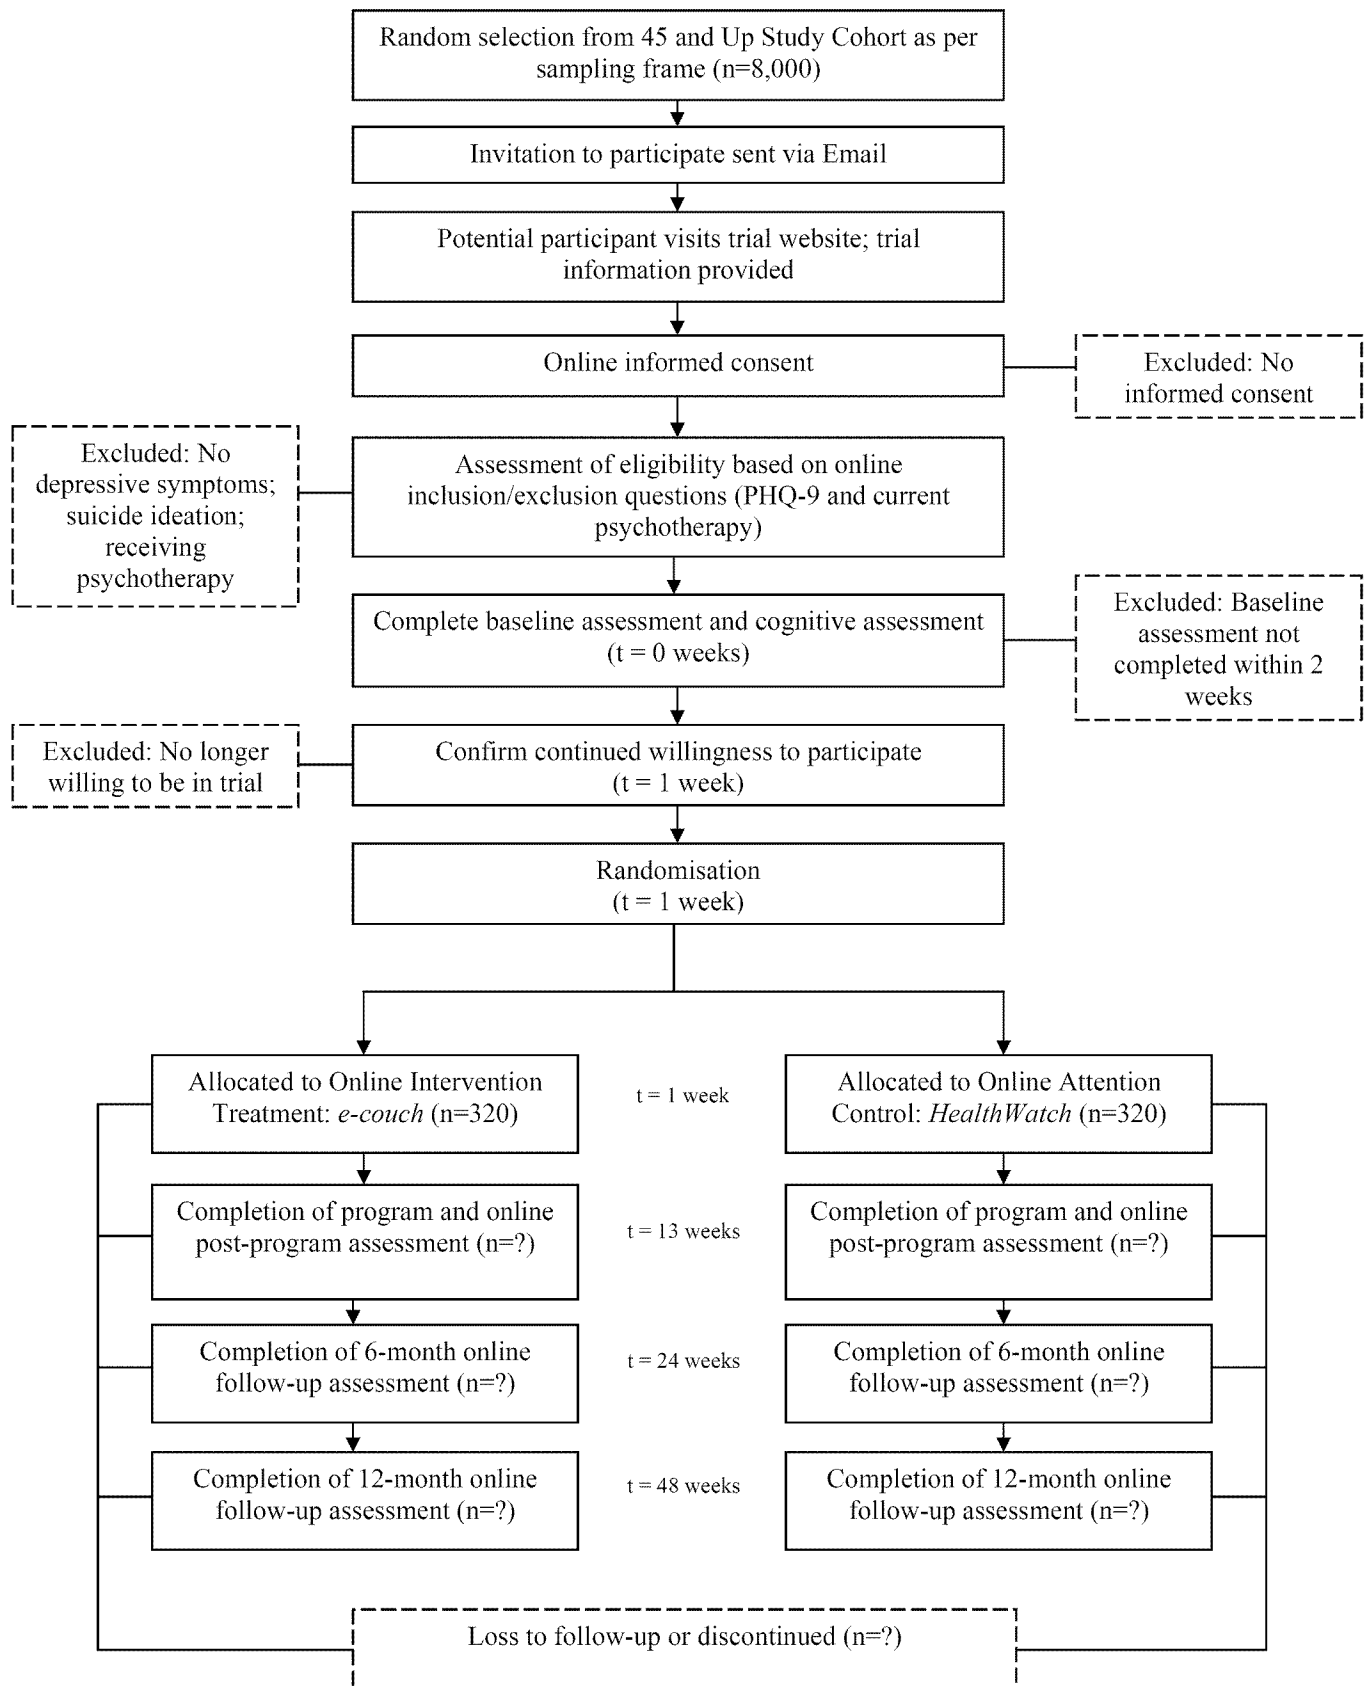 Random selection from 45 and Up Study Cohort as per
sampling frame (n=8,000)
Invitation to participate sent via Email
Potential participant visits trial website; trial
information provided
Online informed consent
Excluded: No
informed consent
Excluded: No
depressive symptoms;
suicide ideation;
receiving
psychotherapy
Assessment of eligibility based on online
inclusion/exclusion questions (PHQ-9 and current
psychotherapy)
Complete baseline assessment and cognitive assessment
(t = 0 weeks)
Excluded: Baseline
assessment not
completed within 2
weeks
Excluded: No longer
willing to be in trial
Confirm continued willingness to participate
(t = 1 week)
Randomisation
(t = 1 week)
Allocated to Online Intervention
Treatment: e-couch (n=320)
t = 1 week
Allocated to Online Attention
Control: HealthWatch (n=320)
Completion of program and online
post-program assessment (n=?)
t = 13 weeks
Completion of program and online
post-program assessment (n=?)
Completion of 6-month online
follow-up assessment (n=?)
t = 24 weeks
Completion of 6-month online
follow-up assessment (n=?)
Completion of 12-month online
follow-up assessment (n=?)
t = 48 weeks
Completion of 12-month online
follow-up assessment (n=?)
Loss to follow-up or discontinued (n=?)